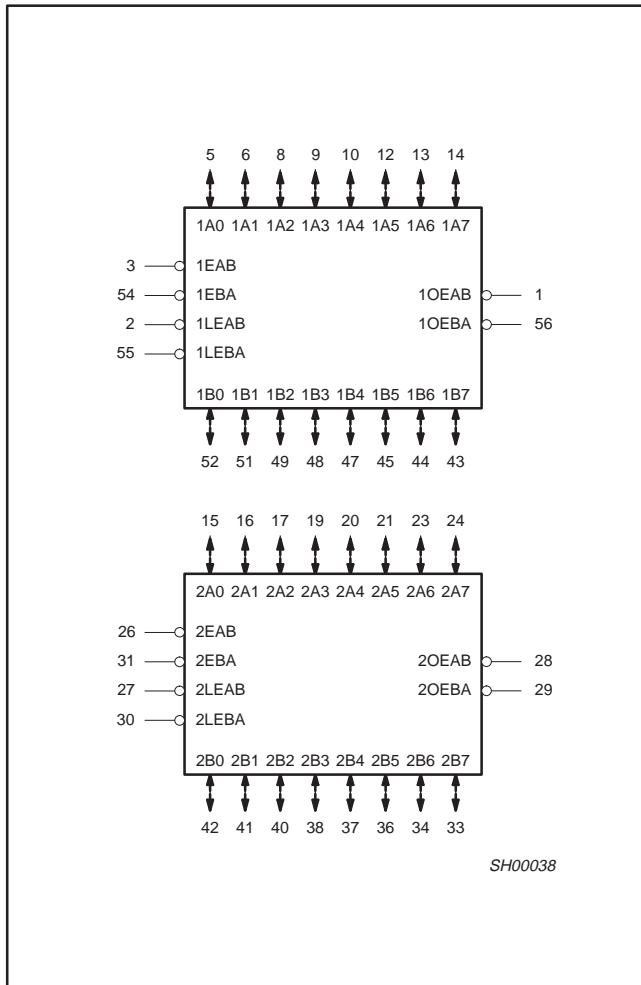 5 6 8 9 10 12 13 14
1A0 1A1 1A2 1A3 1A4 1A5 1A6 1A7
3 1EAB
54 1EBA 1OEAB 1
2 1LEAB 1OEBA 56
55 1LEBA
1B0 1B1 1B2 1B3 1B4 1B5 1B6 1B7
52 51 49 48 47 45 44 43
15 16 17 19 20 21 23 24
2A0 2A1 2A2 2A3 2A4 2A5 2A6 2A7
26 2EAB
31 2EBA 2OEAB 28
27 2LEAB 2OEBA 29
30 2LEBA
2B0 2B1 2B2 2B3 2B4 2B5 2B6 2B7
42 41 40 38 37 36 34 33
SH00038